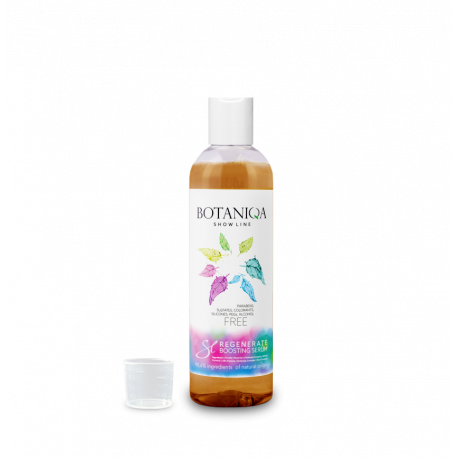 BOTANIQA
SHOW LINE
PARABENS,
SULFATES, COLORANTS,
SILICONES, PEGs, ALCOHOL
FREE
SL REGENERATE
BOOSTING SERUM
ingredients of natural origin